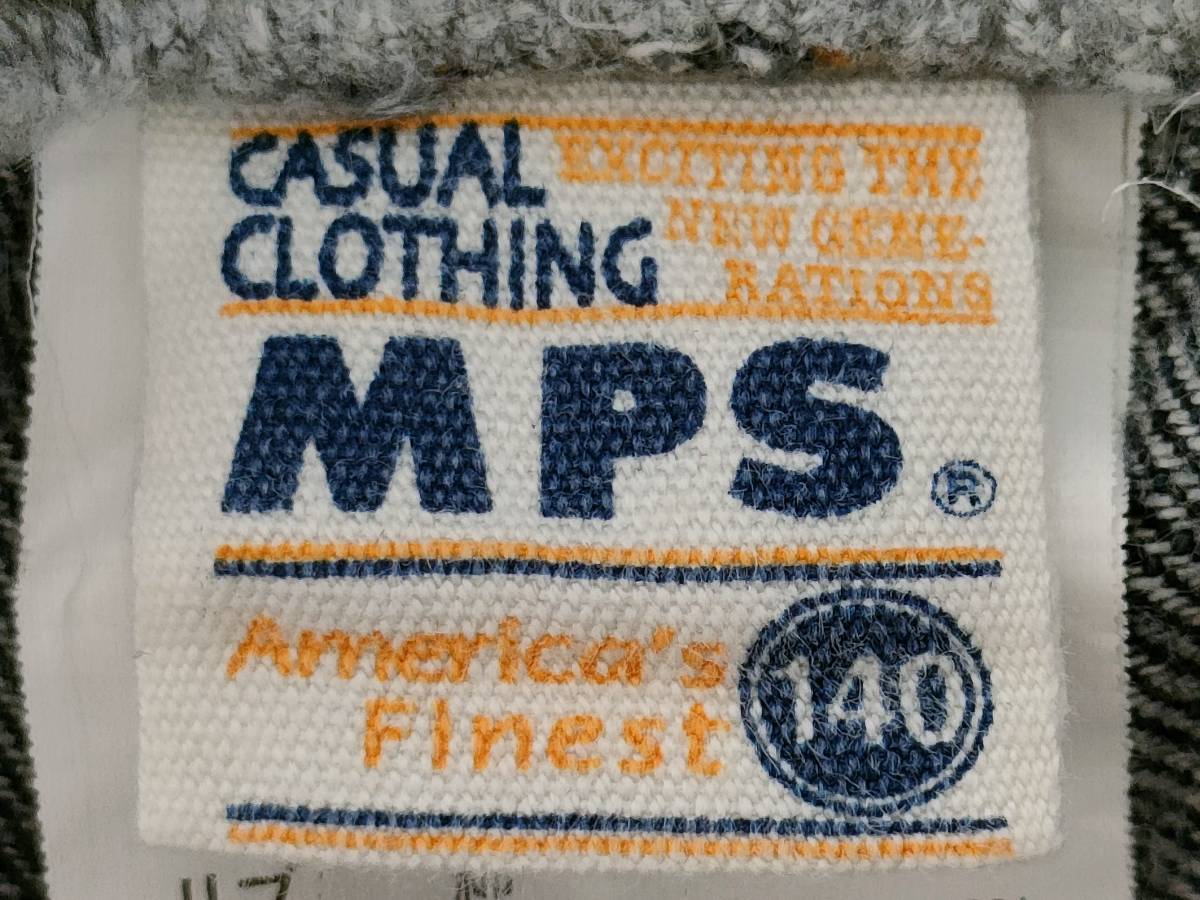 CASUAL
CLOTHING
EXCITING THE
NEW GENE-
RATIONS
MPS®
America's
FInest
140